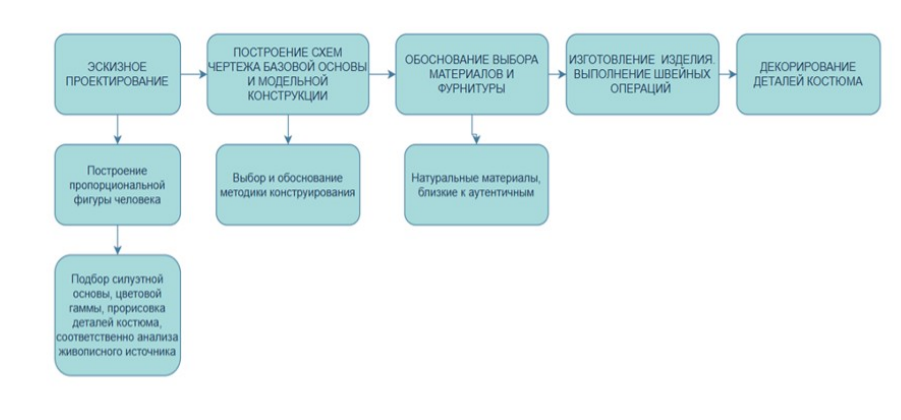 ЭСКИЗНОЕ
ПРОЕКТИРОВАНИЕ
ПОСТРОЕНИЕ СХЕМ
ЧЕРТЕЖА БАЗОВОЙ ОСНОВЫ
И МОДЕЛЬНОЙ
КОНСТРУКЦИИ
ОБОСНОВАНИЕ ВЫБОРА
МАТЕРИАЛОВ И
ФУРНИТУРЫ
ИЗГОТОВЛЕНИЕ ИЗДЕЛИЯ.
ВЫПОЛНЕНИЕ ШВЕЙНЫХ
ОПЕРАЦИЙ
ДЕКОРИРОВАНИЕ
ДЕТАЛЕЙ КОСТЮМА
Построение
пропорциональной
фигуры человека
Выбор и обоснование
методики конструирования
Натуральные материалы,
близкие к аутентичным
Подбор силуэтной
основы, цветовой
гаммы, прорисовка
деталей костюма,
соответственно анализа
живописного источника